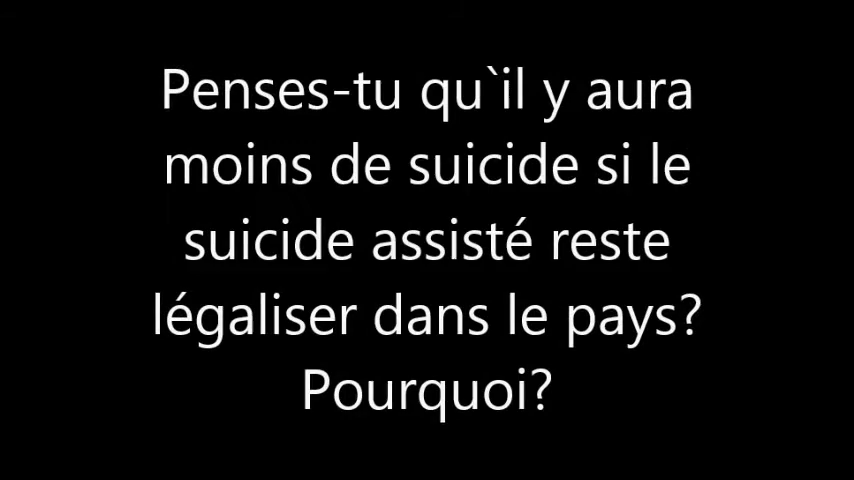 Penses-tu qu`il y aura
moins de suicide si le
suicide assisté reste
légaliser dans le pays?
Pourquoi?